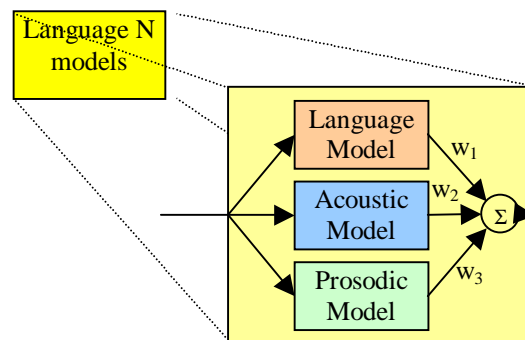 Language N
models
Language
Model
w1
Acoustic
Model
w2
Σ
Prosodic
Model
w3